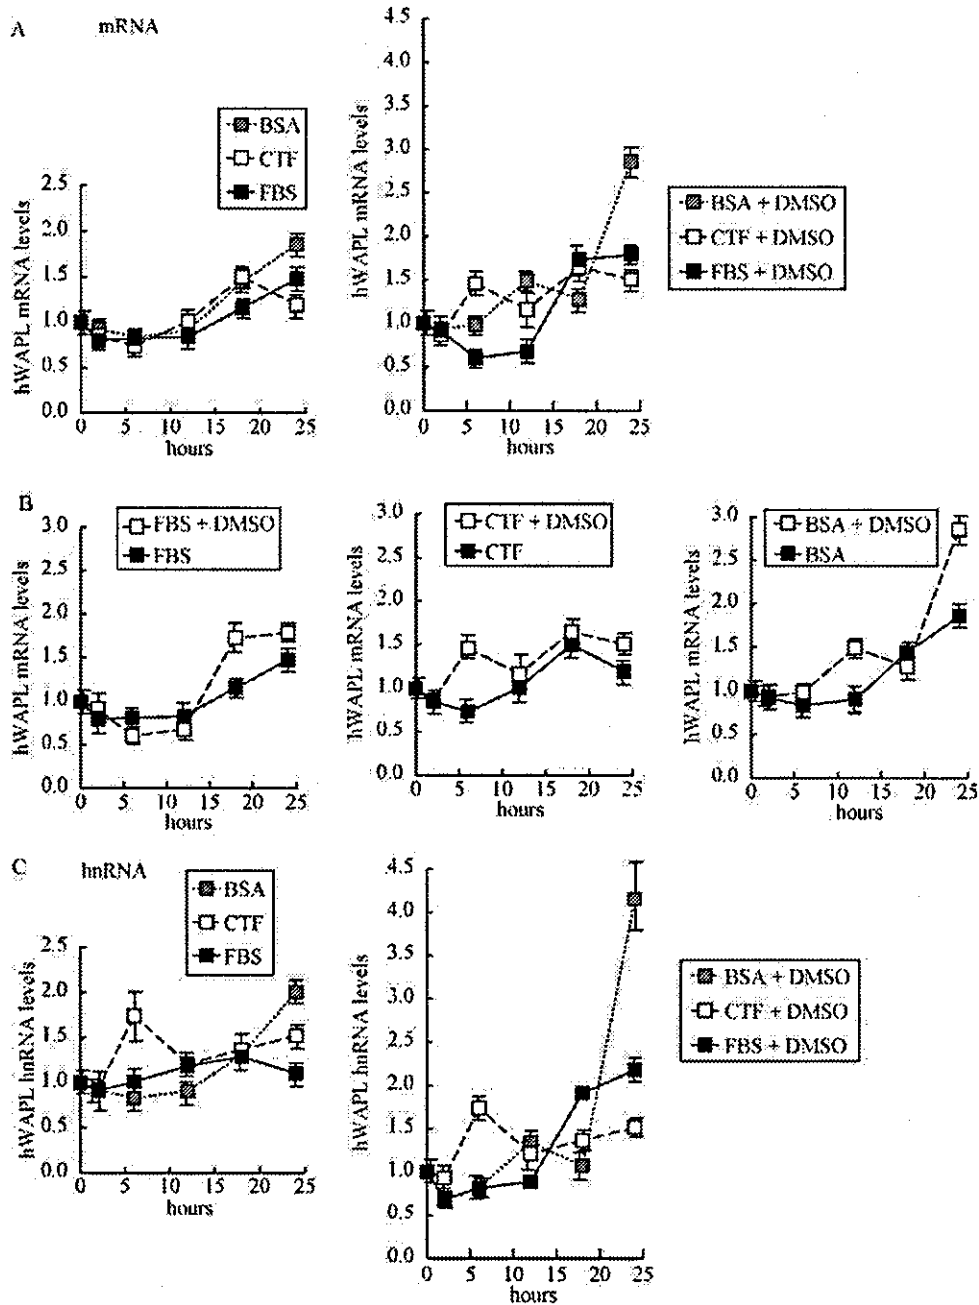 A mRNA
BSA
CTF
FBS
hWAPL mRNA levels
2.5
2.0
1.5
1.0
0.5
0.0
0 5 10 15 20 25
hours
hWAPL mRNA levels
4.5
4.0
3.5
3.0
2.5
2.0
1.5
1.0
0.5
0.0
0 5 10 15 20 25
hours
BSA + DMSO
CTF + DMSO
FBS + DMSO
B
FBS + DMSO
FBS
hWAPL mRNA levels
3.0
2.5
2.0
1.5
1.0
0.5
0.0
0 5 10 15 20 25
hours
CTF + DMSO
CTF
hWAPL mRNA levels
3.0
2.5
2.0
1.5
1.0
0.5
0.0
0 5 10 15 20 25
hours
BSA + DMSO
BSA
hWAPL mRNA levels
3.0
2.5
2.0
1.5
1.0
0.5
0.0
0 5 10 15 20 25
hours
C hnRNA
BSA
CTF
FBS
hWAPL hnRNA levels
2.5
2.0
1.5
1.0
0.5
0.0
0 5 10 15 20 25
hours
hWAPL hnRNA levels
4.5
4.0
3.5
3.0
2.5
2.0
1.5
1.0
0.5
0.0
0 5 10 15 20 25
hours
BSA + DMSO
CTF + DMSO
FBS + DMSO